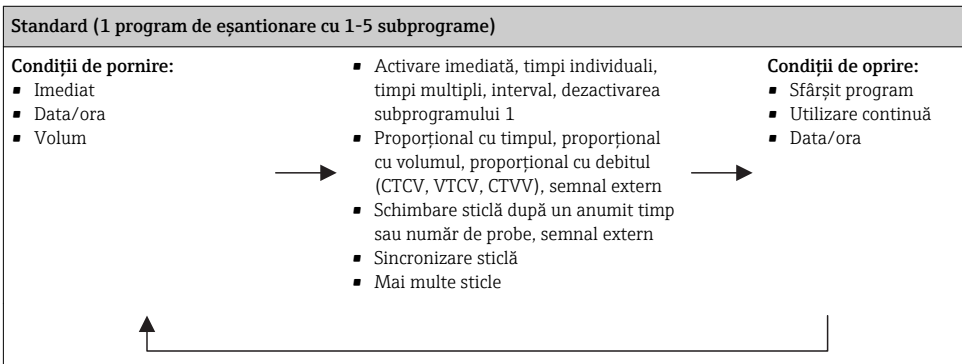 Standard (1 program de eșantionare cu 1-5 subprograme)
Condiții de pornire:
▪ Imediat
▪ Data/ora
▪ Volum
▪ Activare imediată, timpi individuali,
timpi multipli, interval, dezactivarea
subprogramului 1
▪ Proporțional cu timpul, proporțional
cu volumul, proporțional cu debitul
(CTCV, VTCV, CTVV), semnal extern
▪ Schimbare sticlă după un anumit timp
sau număr de probe, semnal extern
▪ Sincronizare sticlă
▪ Mai multe sticle
Condiții de oprire:
▪ Sfârșit program
▪ Utilizare continuă
▪ Data/ora